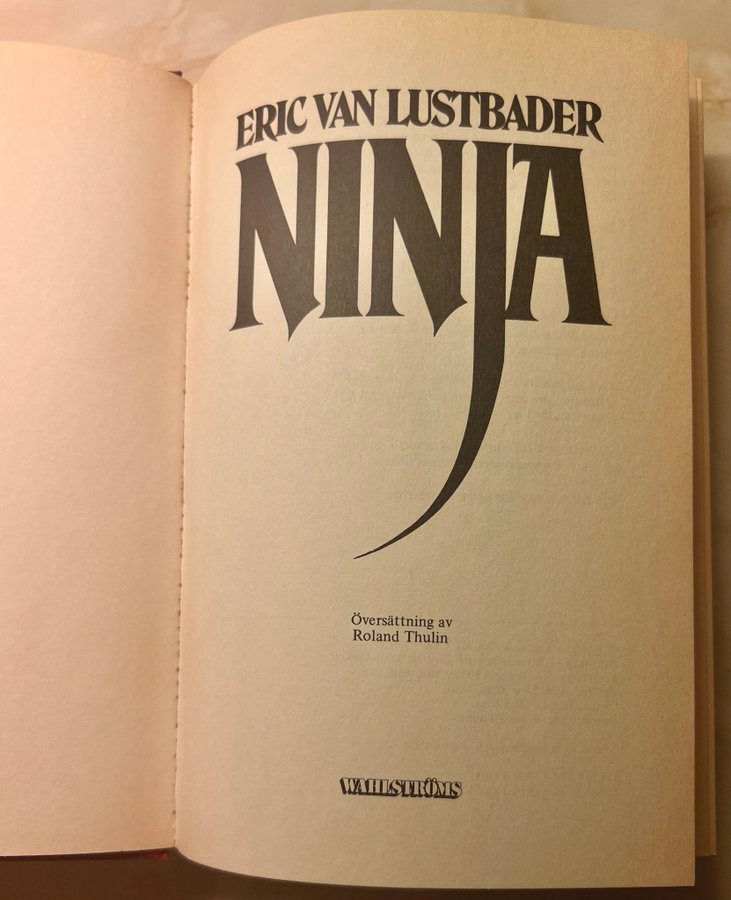 ERIC VAN LUSTBADER
NINJA
Översättning av
Roland Thulin
WAHLSTRÖMS